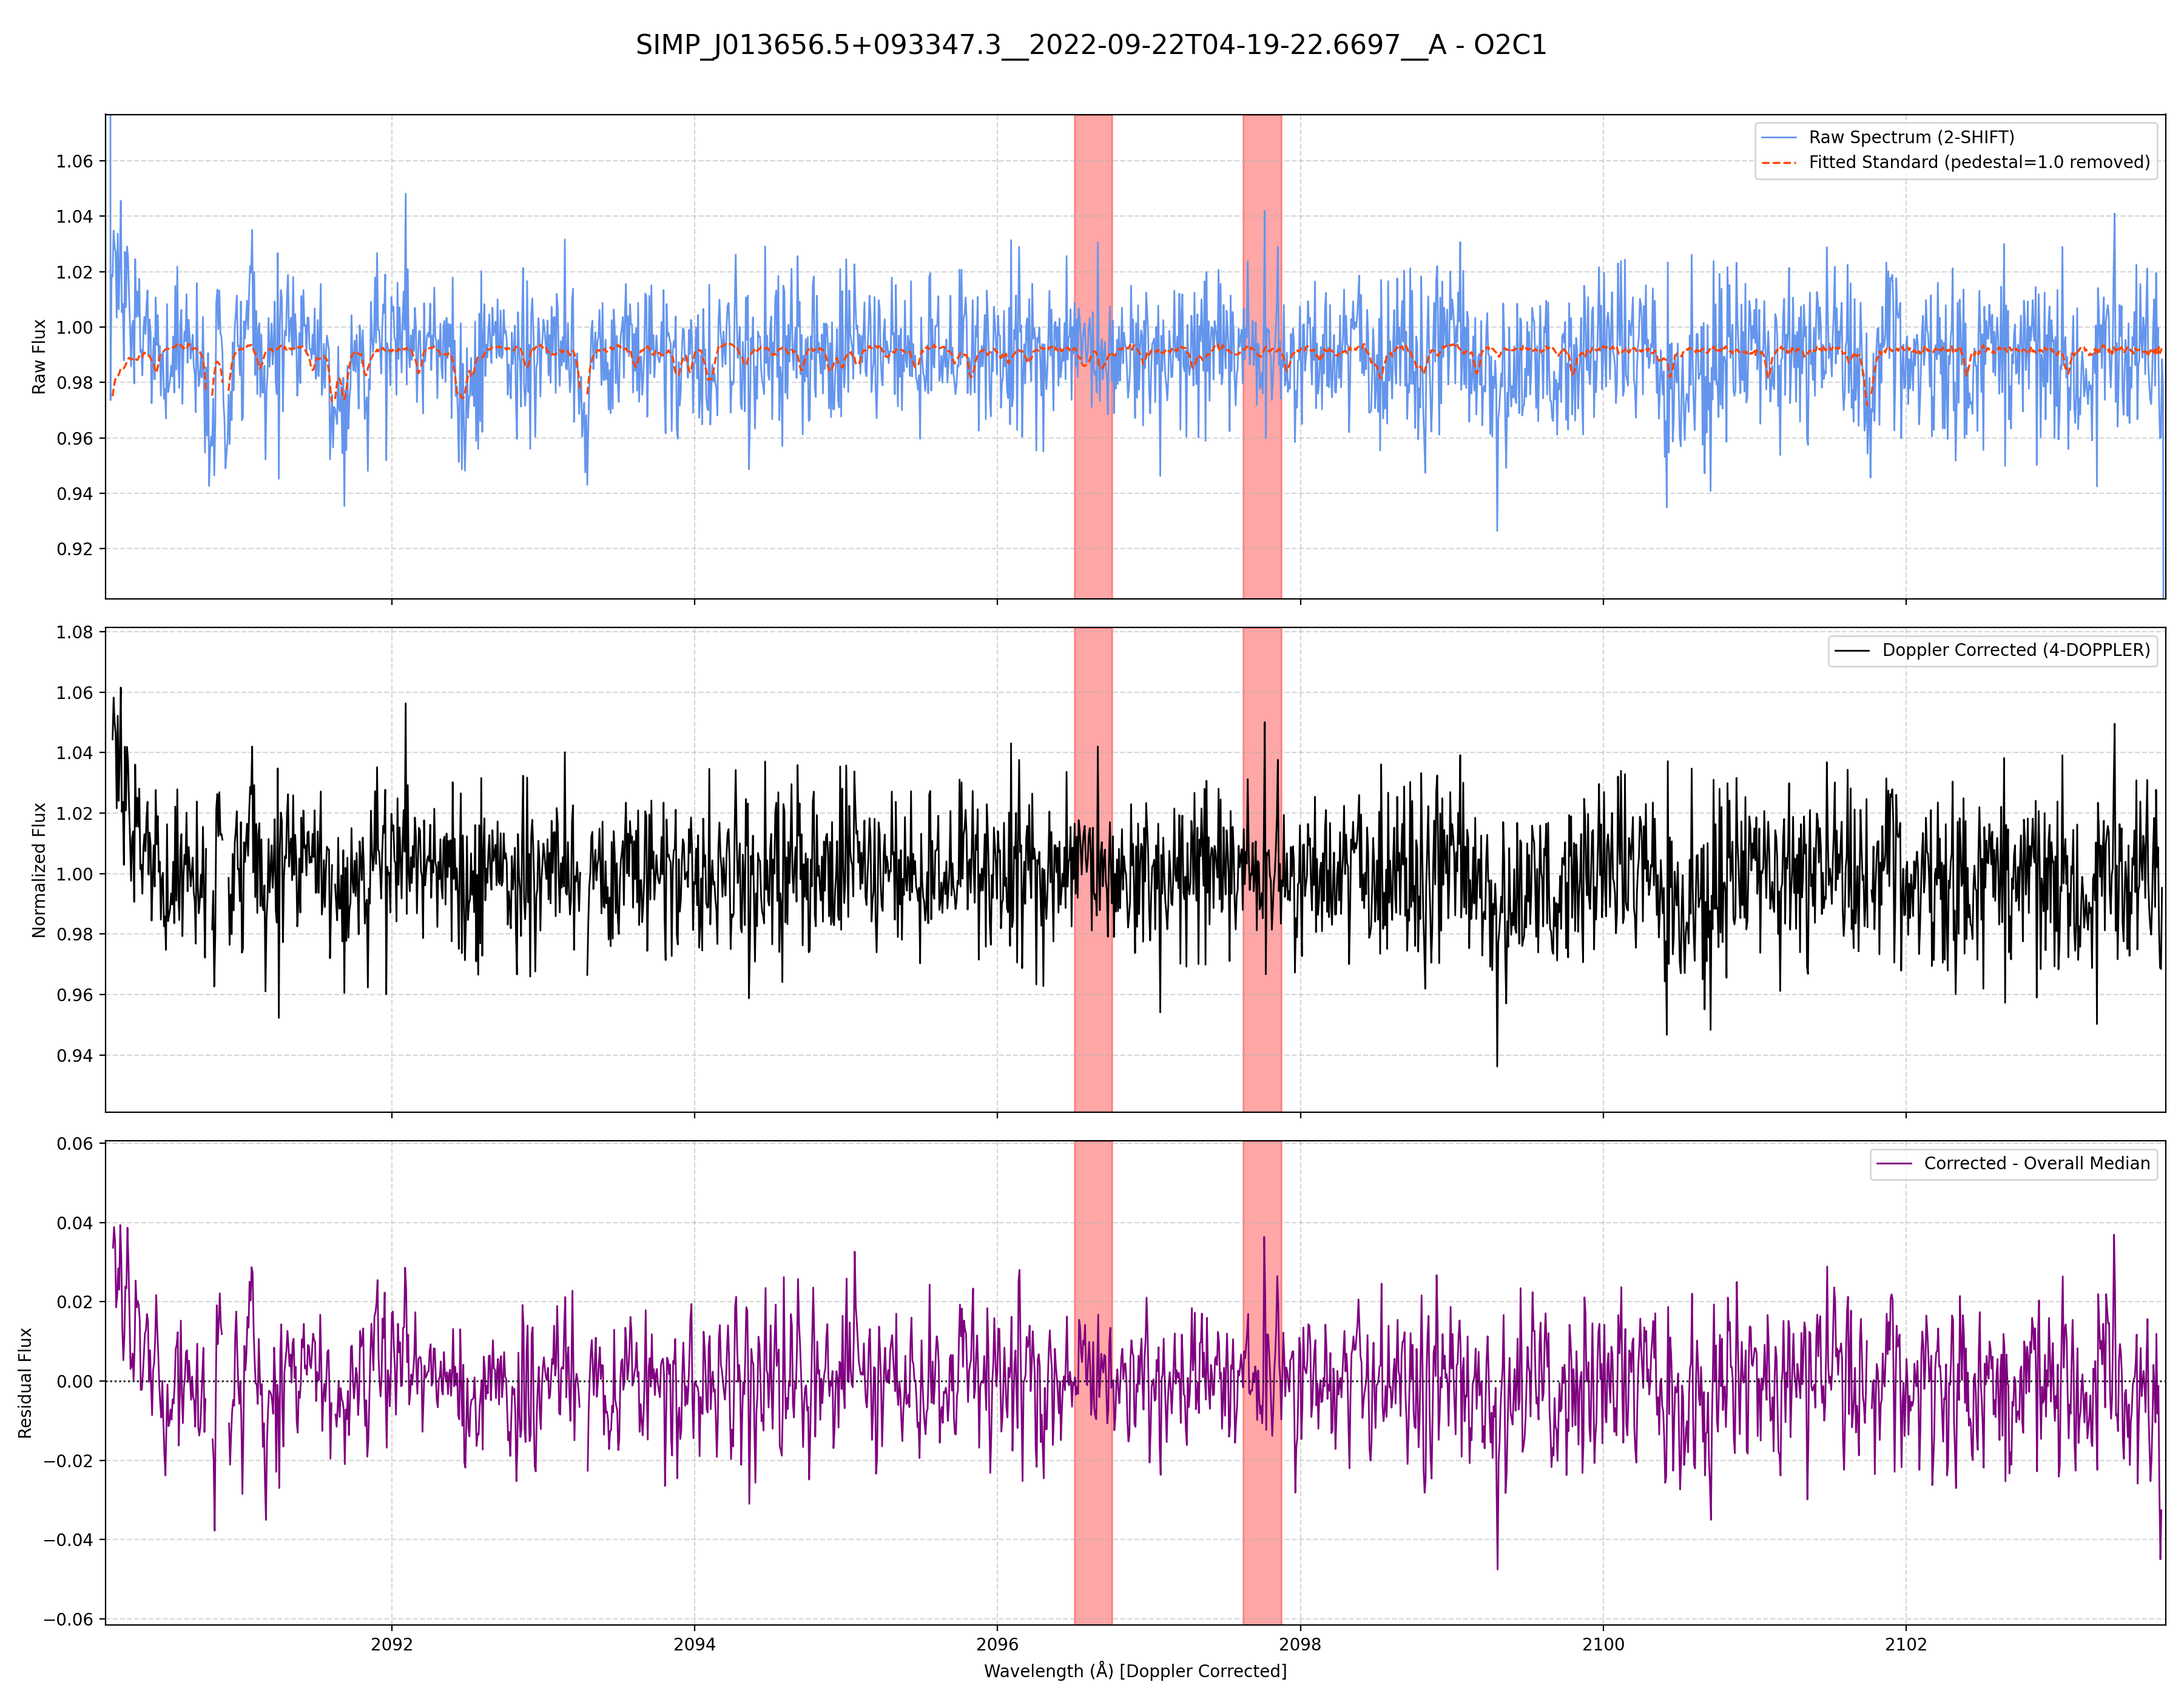 SIMP_J013656.5+093347.3__2022-09-22T04-19-22.6697__A - O2C1
Raw Flux
1.06
1.04
1.02
1.00
0.98
0.96
0.94
0.92
Raw Spectrum (2-SHIFT)
Fitted Standard (pedestal=1.0 removed)
Normalized Flux
1.08
1.06
1.04
1.02
1.00
0.98
0.96
0.94
Doppler Corrected (4-DOPPLER)
Residual Flux
0.06
0.04
0.02
0.00
−0.02
−0.04
−0.06
Corrected - Overall Median
2092 2094 2096 2098 2100 2102
Wavelength (Å) [Doppler Corrected]